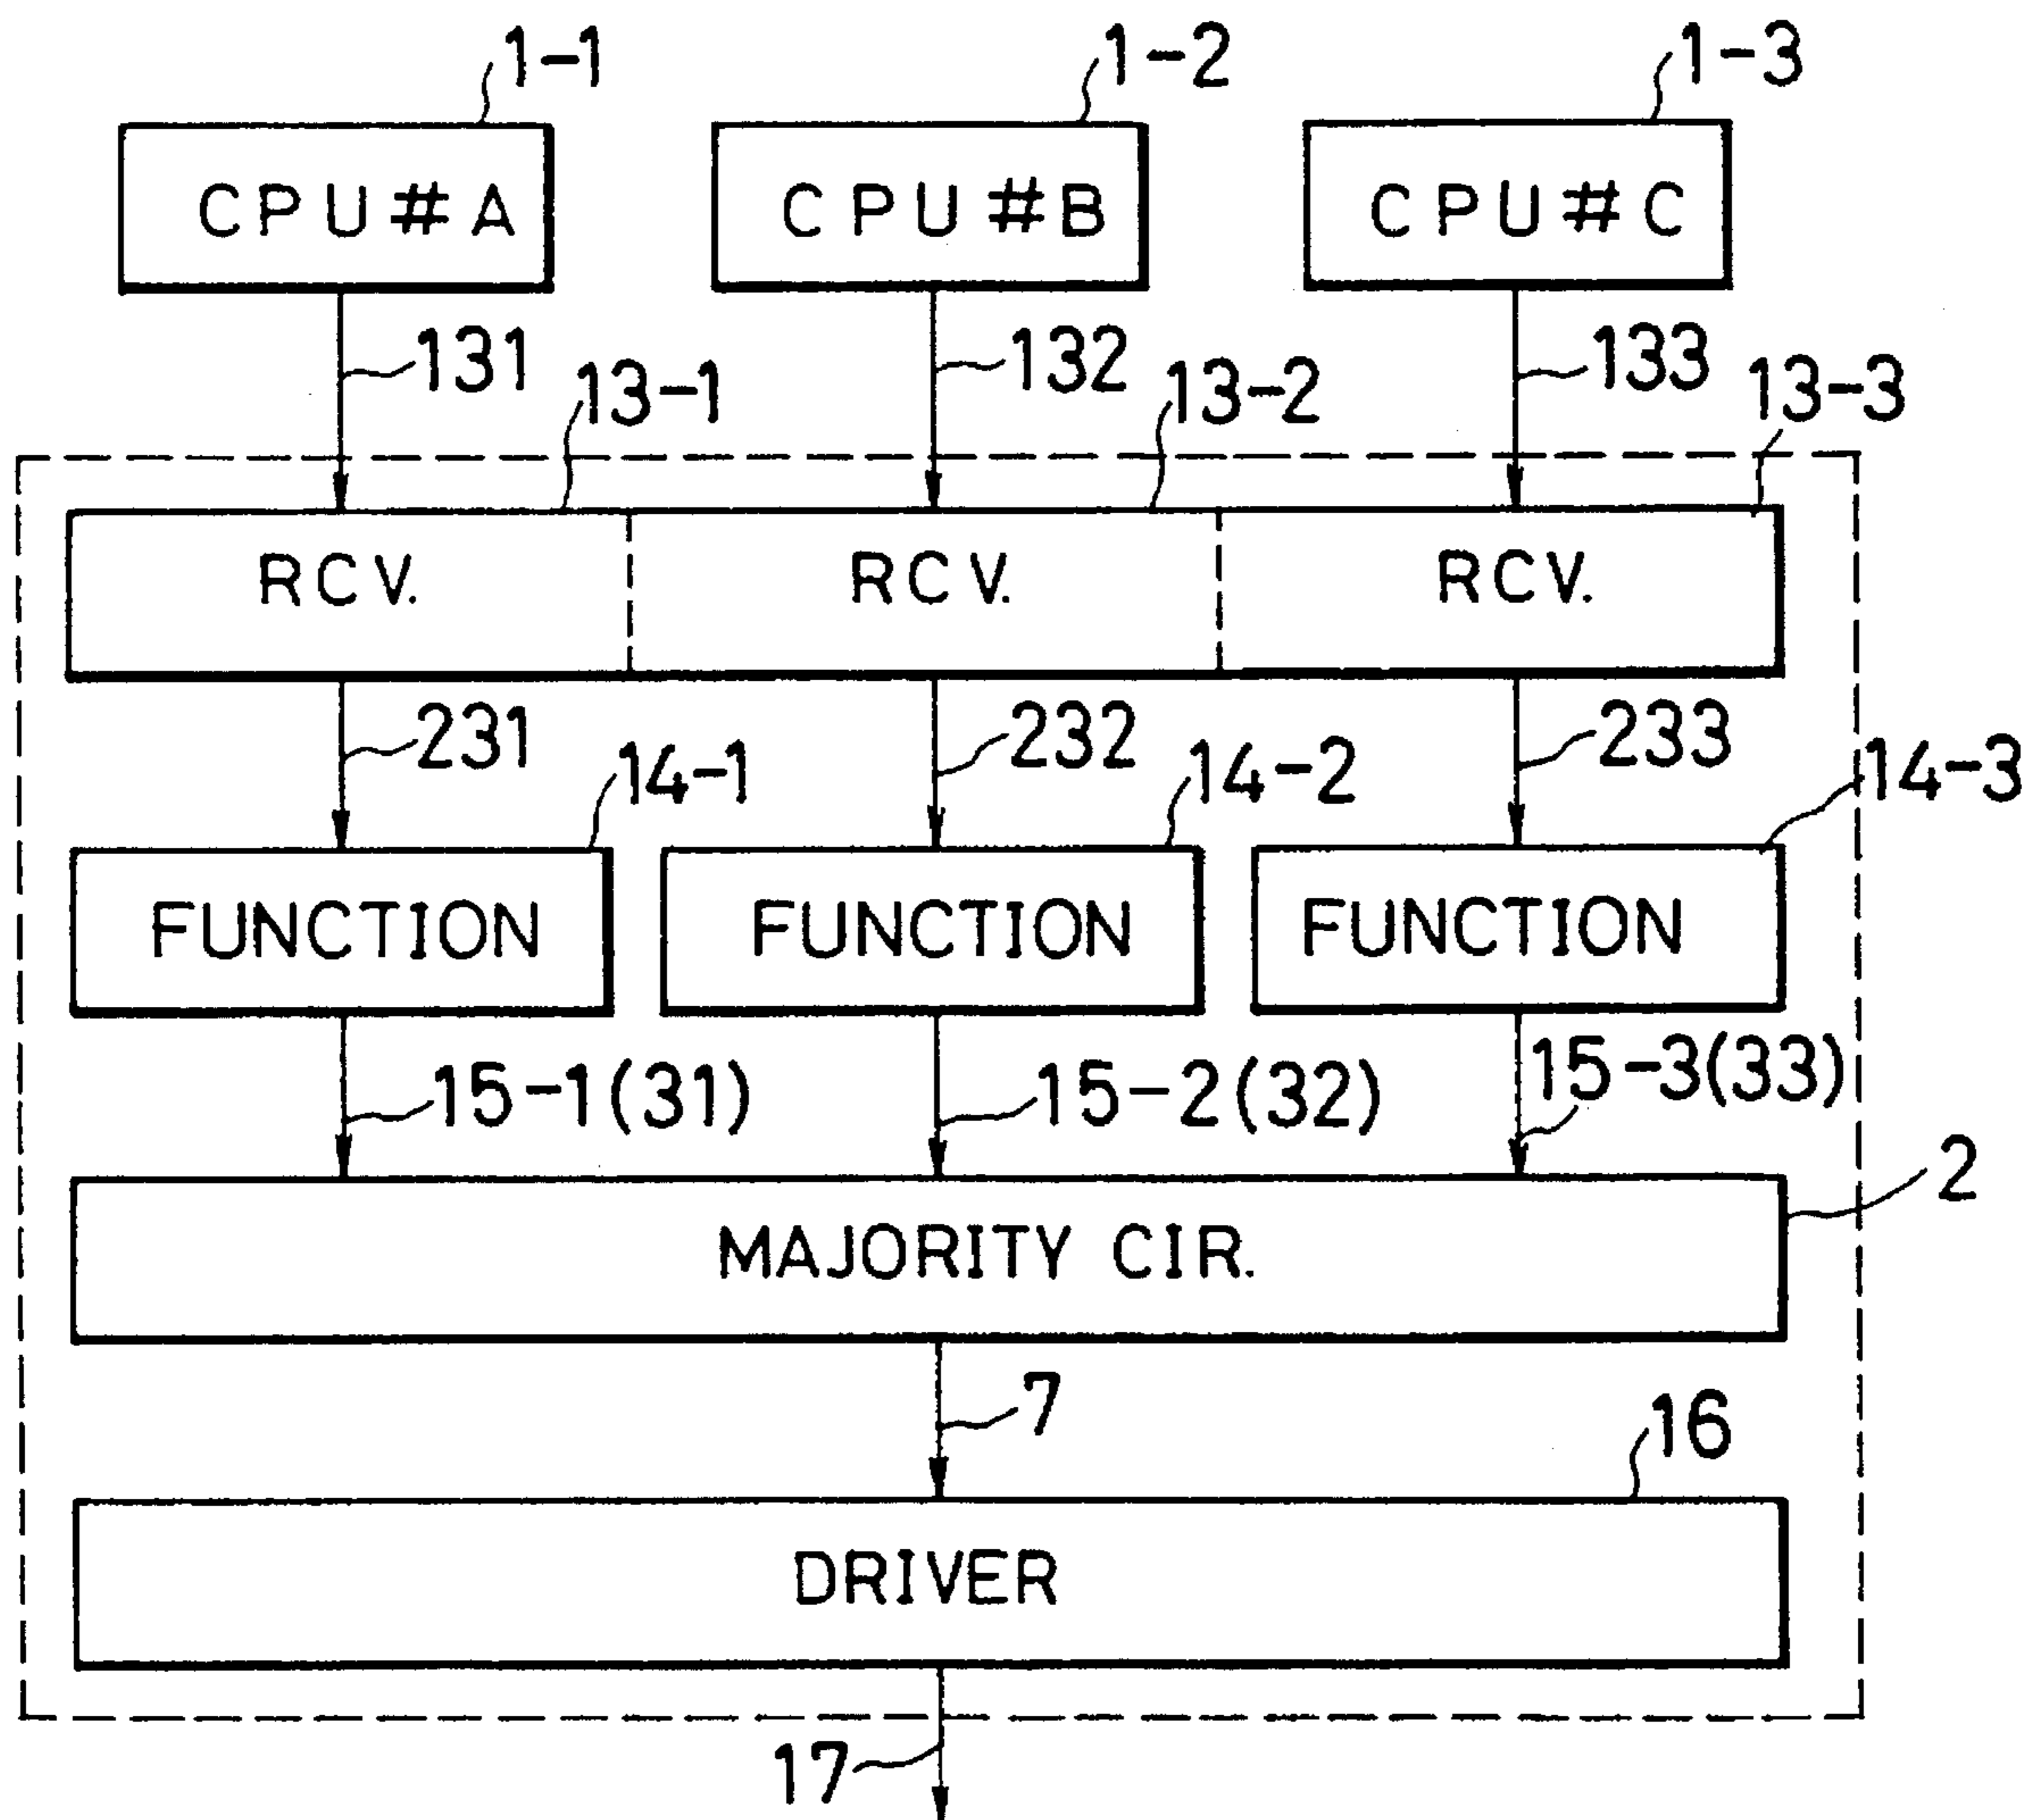 1-1 1-2 1-3
CPU#A CPU#B CPU#C
131 132 133
13-1 13-2 13-3
RCV. RCV. RCV.
231 232 233
14-1 14-2 14-3
FUNCTION FUNCTION FUNCTION
15-1(31) 15-2(32) 15-3(33)
2
MAJORITY CIR.
7
16
DRIVER
17